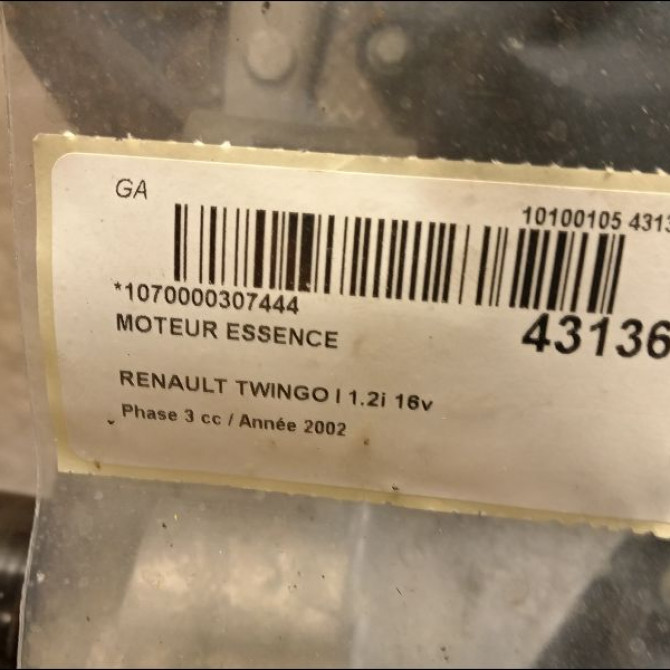 GA
10100105 4313
*1070000307444
43136
MOTEUR ESSENCE
RENAULT TWINGO I 1.2i 16v
Phase 3 cc / Année 2002